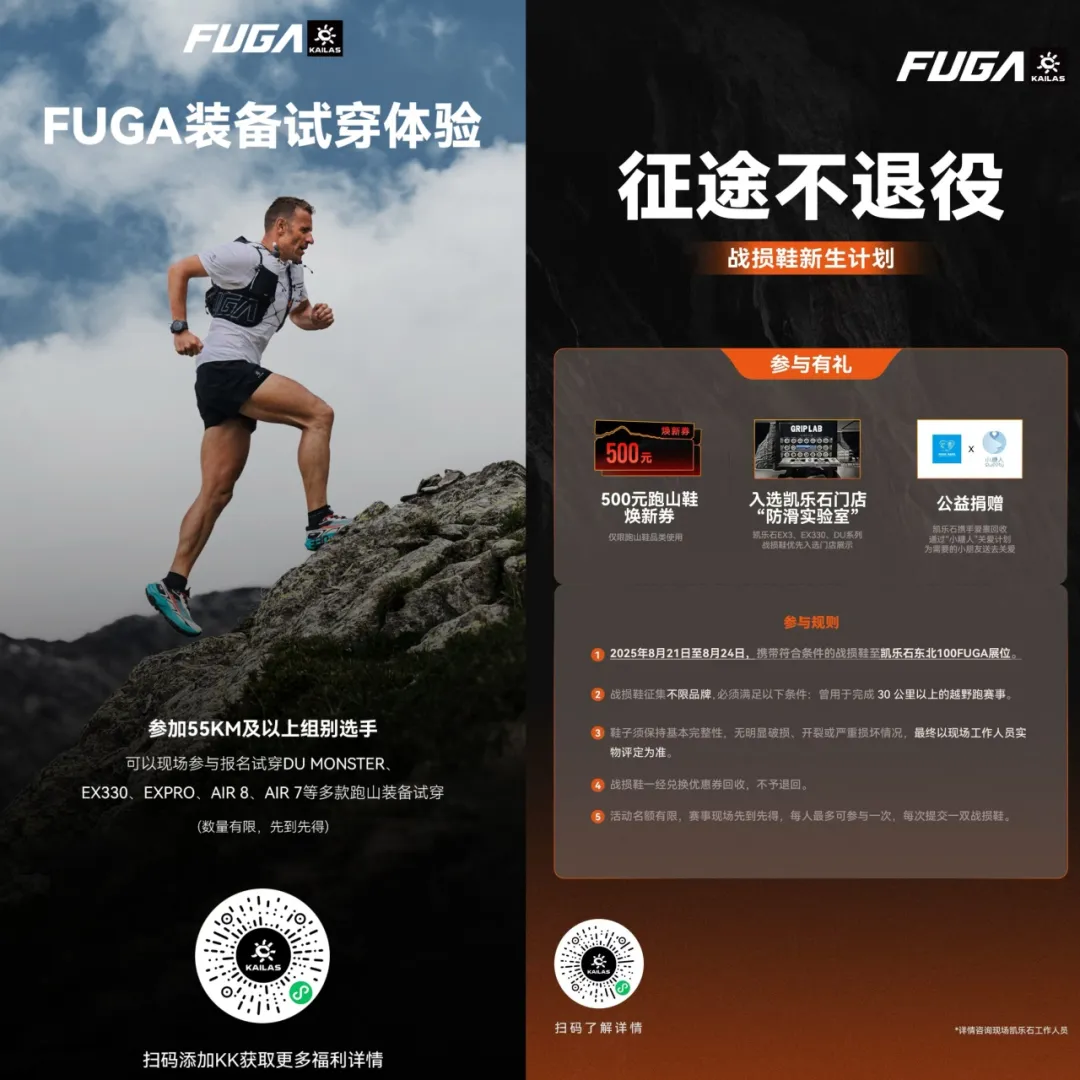 FUGA KAILAS
FUGA装备试穿体验
FUGA
参加55KM及以上组别选手
可以现场参与报名试穿DU MONSTER、
EX330、EXPRO、AIR 8、AIR 7等多款跑山装备试穿
(数量有限，先到先得)
KAILAS
扫码添加KK获取更多福利详情
FUGA KAILAS
征途不退役
战损鞋新生计划
参与有礼
焕新券
500元
500元跑山鞋
焕新券
仅限跑山鞋品类使用
GRIP LAB
入选凯乐石门店
“防滑实验室”
凯乐石EX3、EX330、DU系列
战损鞋优先入选门店展示
X
公益捐赠
凯乐石携手爱裹回收
通过“小糖人”关爱计划
为需要的小朋友送去关爱
参与规则
1 2025年8月21日至8月24日，携带符合条件的战损鞋至凯乐石东北100FUGA展位。
2 战损鞋征集不限品牌,必须满足以下条件：曾用于完成 30 公里以上的越野跑赛事。
3 鞋子须保持基本完整性，无明显破损、开裂或严重损坏情况，最终以现场工作人员实
物评定为准。
4 战损鞋一经兑换优惠券回收，不予退回。
5 活动名额有限，赛事现场先到先得，每人最多可参与一次，每次提交一双战损鞋。
KAILAS
扫码了解详情
*详情咨询现场凯乐石工作人员